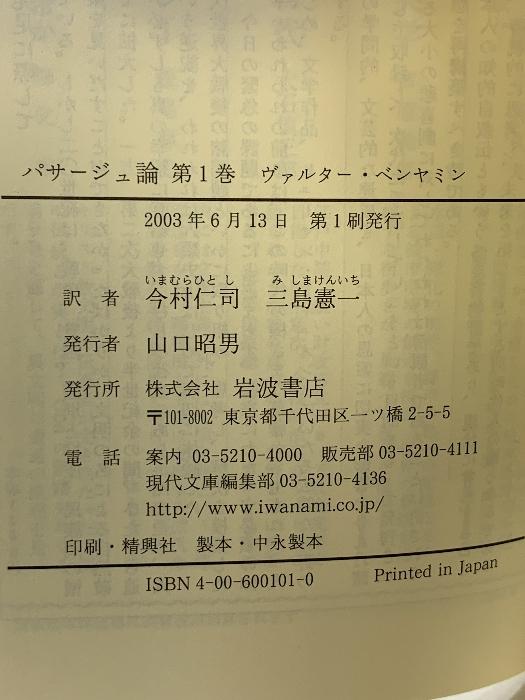 パサージュ論 第1巻　ヴァルター・ベンヤミン
2003年6月13日　第1刷発行
いまむらひとし　みしまけんいち
訳　者　今村仁司　三島憲一
発行者　山口昭男
発行所　株式会社 岩波書店
〒101-8002 東京都千代田区一ツ橋2-5-5
電　話　案内 03-5210-4000　販売部 03-5210-4111
現代文庫編集部 03-5210-4136
http://www.iwanami.co.jp/
印刷・精興社　製本・中永製本
ISBN 4-00-600101-0　Printed in Japan